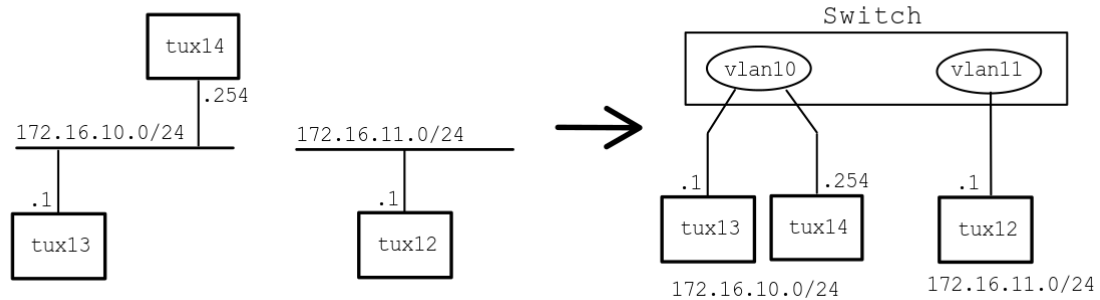 tux14
.254
172.16.10.0/24
.1
tux13
172.16.11.0/24
.1
tux12
Switch
vlan10
vlan11
.1
.254
.1
tux13
tux14
tux12
172.16.10.0/24
172.16.11.0/24